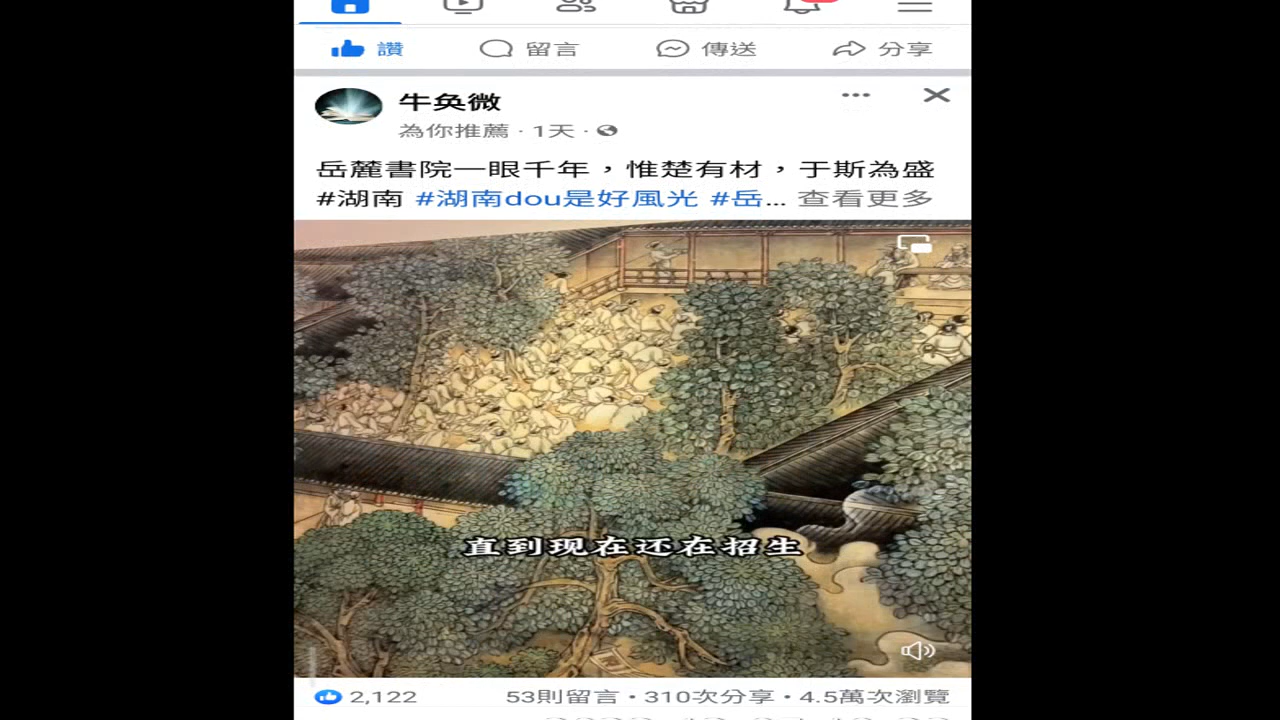 讚 留言 傳送 分享
牛奐微
為你推薦 · 1天 ·
岳麓書院一眼千年，惟楚有材，于斯為盛
#湖南 #湖南dou是好風光 #岳... 查看更多
直到现在还在招生
2,122 53則留言 · 310次分享 · 4.5萬次瀏覽